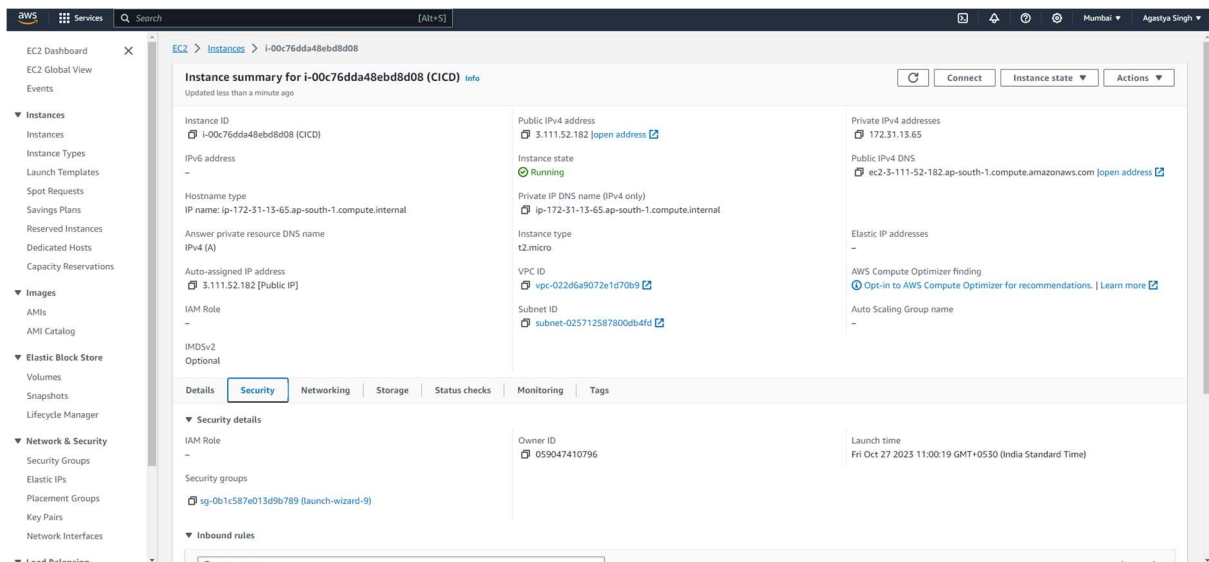 aws Services Search [Alt+S] Mumbai ▼ Agastya Singh ▼
EC2 Dashboard
EC2 Global View
Events
▼ Instances
Instances
Instance Types
Launch Templates
Spot Requests
Savings Plans
Reserved Instances
Dedicated Hosts
Capacity Reservations
▼ Images
AMIs
AMI Catalog
▼ Elastic Block Store
Volumes
Snapshots
Lifecycle Manager
▼ Network & Security
Security Groups
Elastic IPs
Placement Groups
Key Pairs
Network Interfaces
▼ Load Balancing
EC2 > Instances > i-00c76dda48ebd8d08
Instance summary for i-00c76dda48ebd8d08 (CICD) Info
Updated less than a minute ago
Connect Instance state ▼ Actions ▼
Instance ID
i-00c76dda48ebd8d08 (CICD)
Public IPv4 address
3.111.52.182 |open address
Private IPv4 addresses
172.31.13.65
IPv6 address
–
Instance state
Running
Public IPv4 DNS
ec2-3-111-52-182.ap-south-1.compute.amazonaws.com |open address
Hostname type
IP name: ip-172-31-13-65.ap-south-1.compute.internal
Private IP DNS name (IPv4 only)
ip-172-31-13-65.ap-south-1.compute.internal
Answer private resource DNS name
IPv4 (A)
Instance type
t2.micro
Elastic IP addresses
–
Auto-assigned IP address
3.111.52.182 [Public IP]
VPC ID
vpc-022d6a9072e1d70b9
AWS Compute Optimizer finding
Opt-in to AWS Compute Optimizer for recommendations. | Learn more
IAM Role
–
Subnet ID
subnet-025712587800db4fd
Auto Scaling Group name
–
IMDSv2
Optional
Details Security Networking Storage Status checks Monitoring Tags
▼ Security details
IAM Role
–
Owner ID
059047410796
Launch time
Fri Oct 27 2023 11:00:19 GMT+0530 (India Standard Time)
Security groups
sg-0b1c587e013d9b789 (launch-wizard-9)
▼ Inbound rules